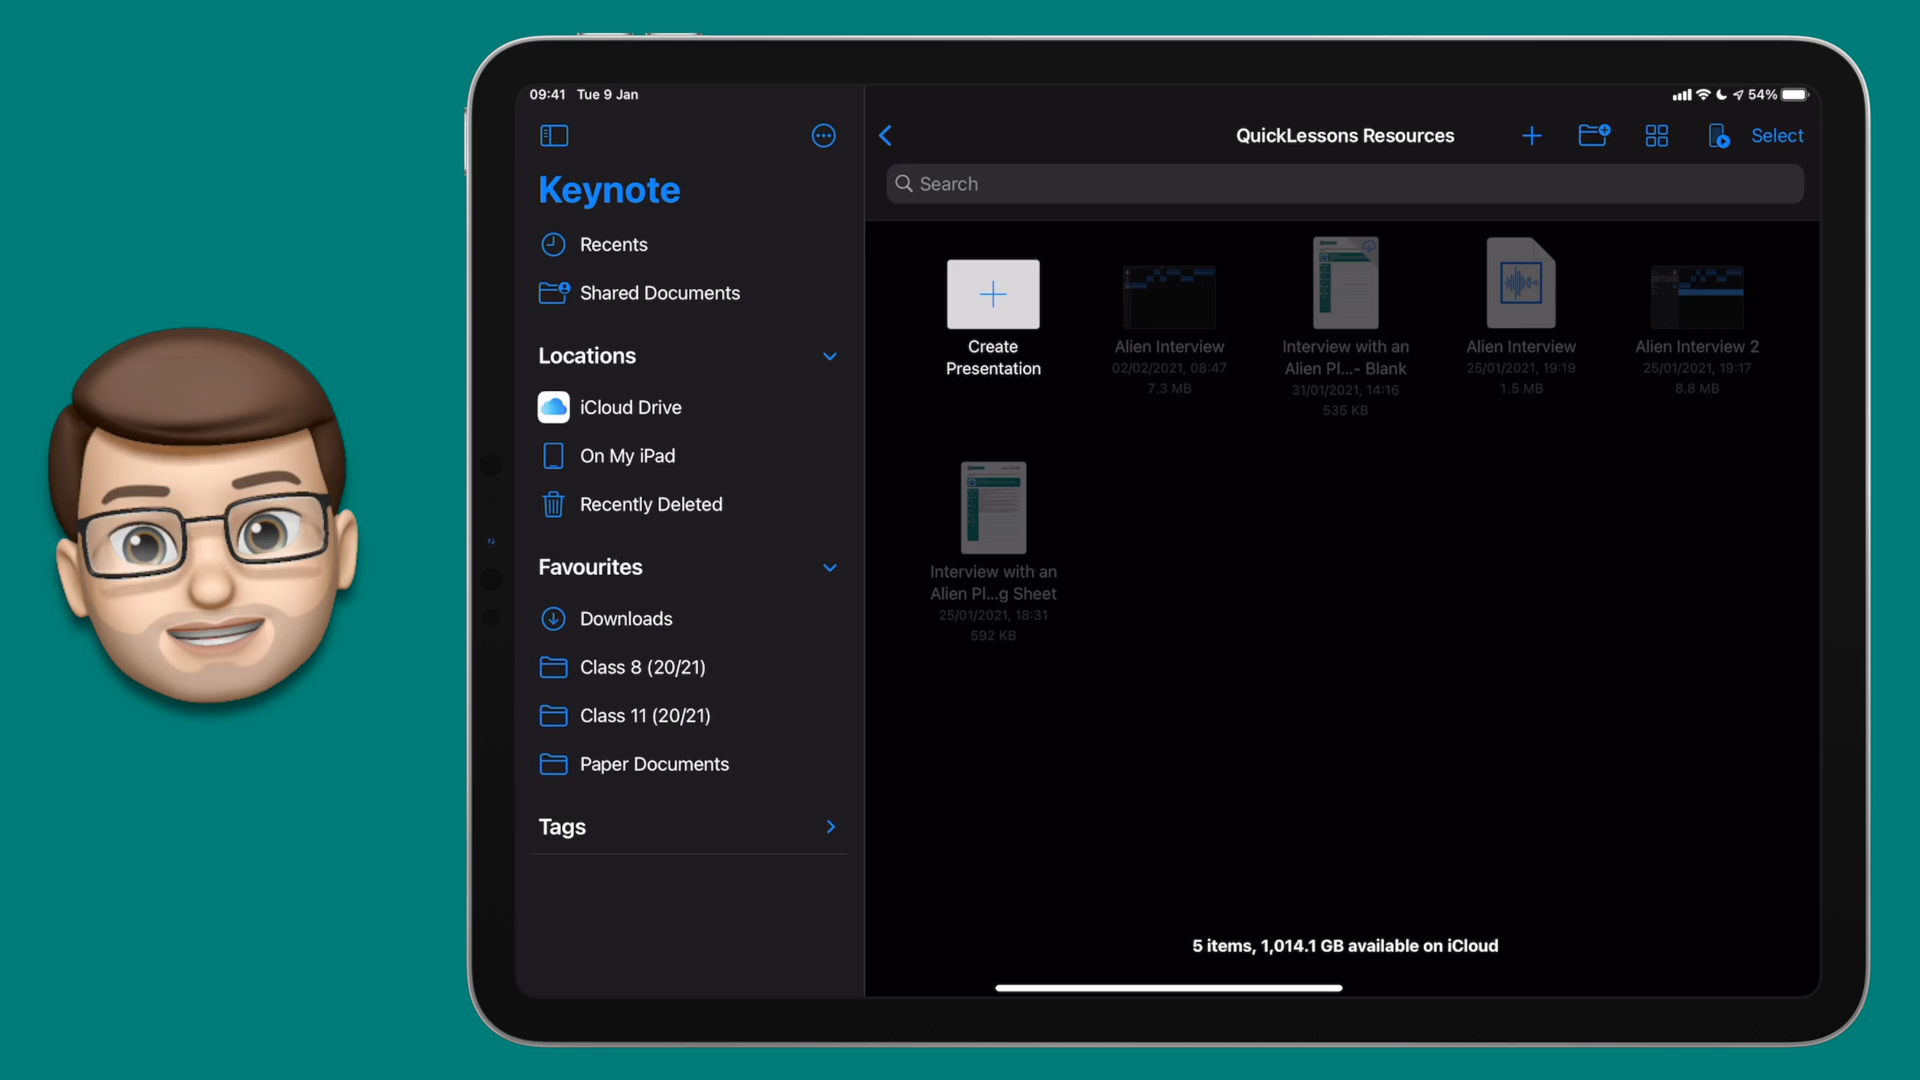 09:41 Tue 9 Jan
54%
Keynote
Recents
Shared Documents
Locations
iCloud Drive
On My iPad
Recently Deleted
Favourites
Downloads
Class 8 (20/21)
Class 11 (20/21)
Paper Documents
Tags
QuickLessons Resources
Select
Search
Create
Presentation
Alien Interview
02/02/2021, 08:47
7.3 MB
Interview with an
Alien Pl...- Blank
31/01/2021, 14:16
535 KB
Alien Interview
25/01/2021, 19:19
1.5 MB
Alien Interview 2
25/01/2021, 19:17
8.8 MB
Interview with an
Alien Pl...g Sheet
25/01/2021, 18:31
592 KB
5 items, 1,014.1 GB available on iCloud